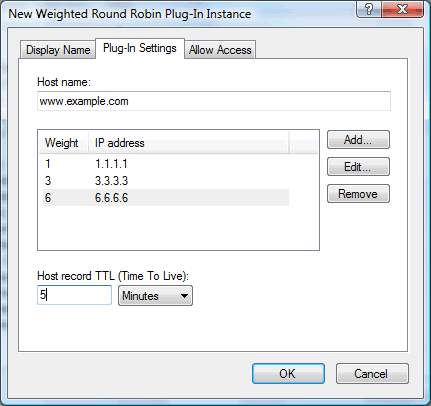 New Weighted Round Robin Plug-In Instance
Display Name Plug-In Settings Allow Access
Host name:
www.example.com
Weight IP address
1 1.1.1.1
3 3.3.3.3
6 6.6.6.6
Add...
Edit...
Remove
Host record TTL (Time To Live):
5 Minutes
OK Cancel